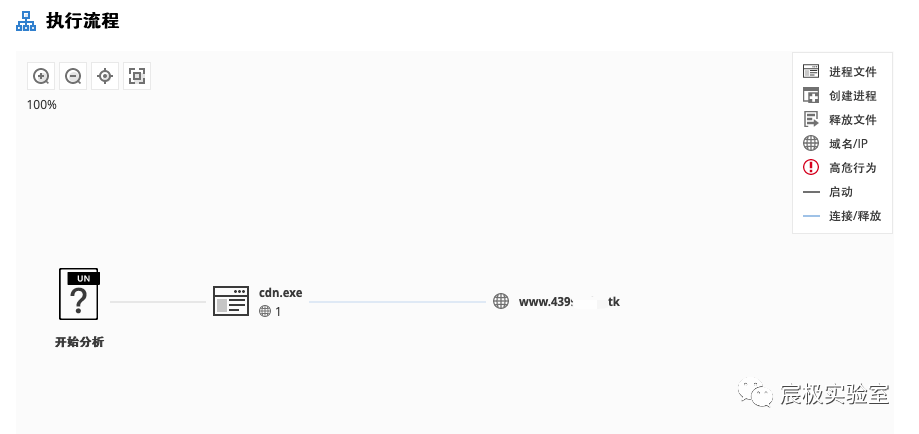 执行流程
100%
进程文件
创建进程
释放文件
域名/IP
高危行为
启动
连接/释放
UN
?
开始分析
cdn.exe
1
www.439 tk
宸极实验室